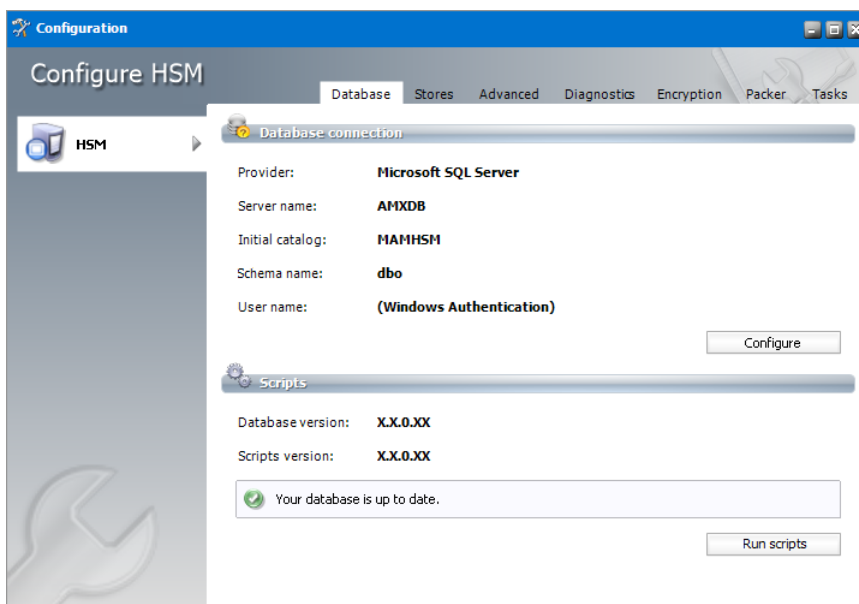 Configuration
Configure HSM
Database Stores Advanced Diagnostics Encryption Packer Tasks
HSM
Database connection
Provider: Microsoft SQL Server
Server name: AMXDB
Initial catalog: MAMHSM
Schema name: dbo
User name: (Windows Authentication)
Configure
Scripts
Database version: X.X.0.XX
Scripts version: X.X.0.XX
Your database is up to date.
Run scripts